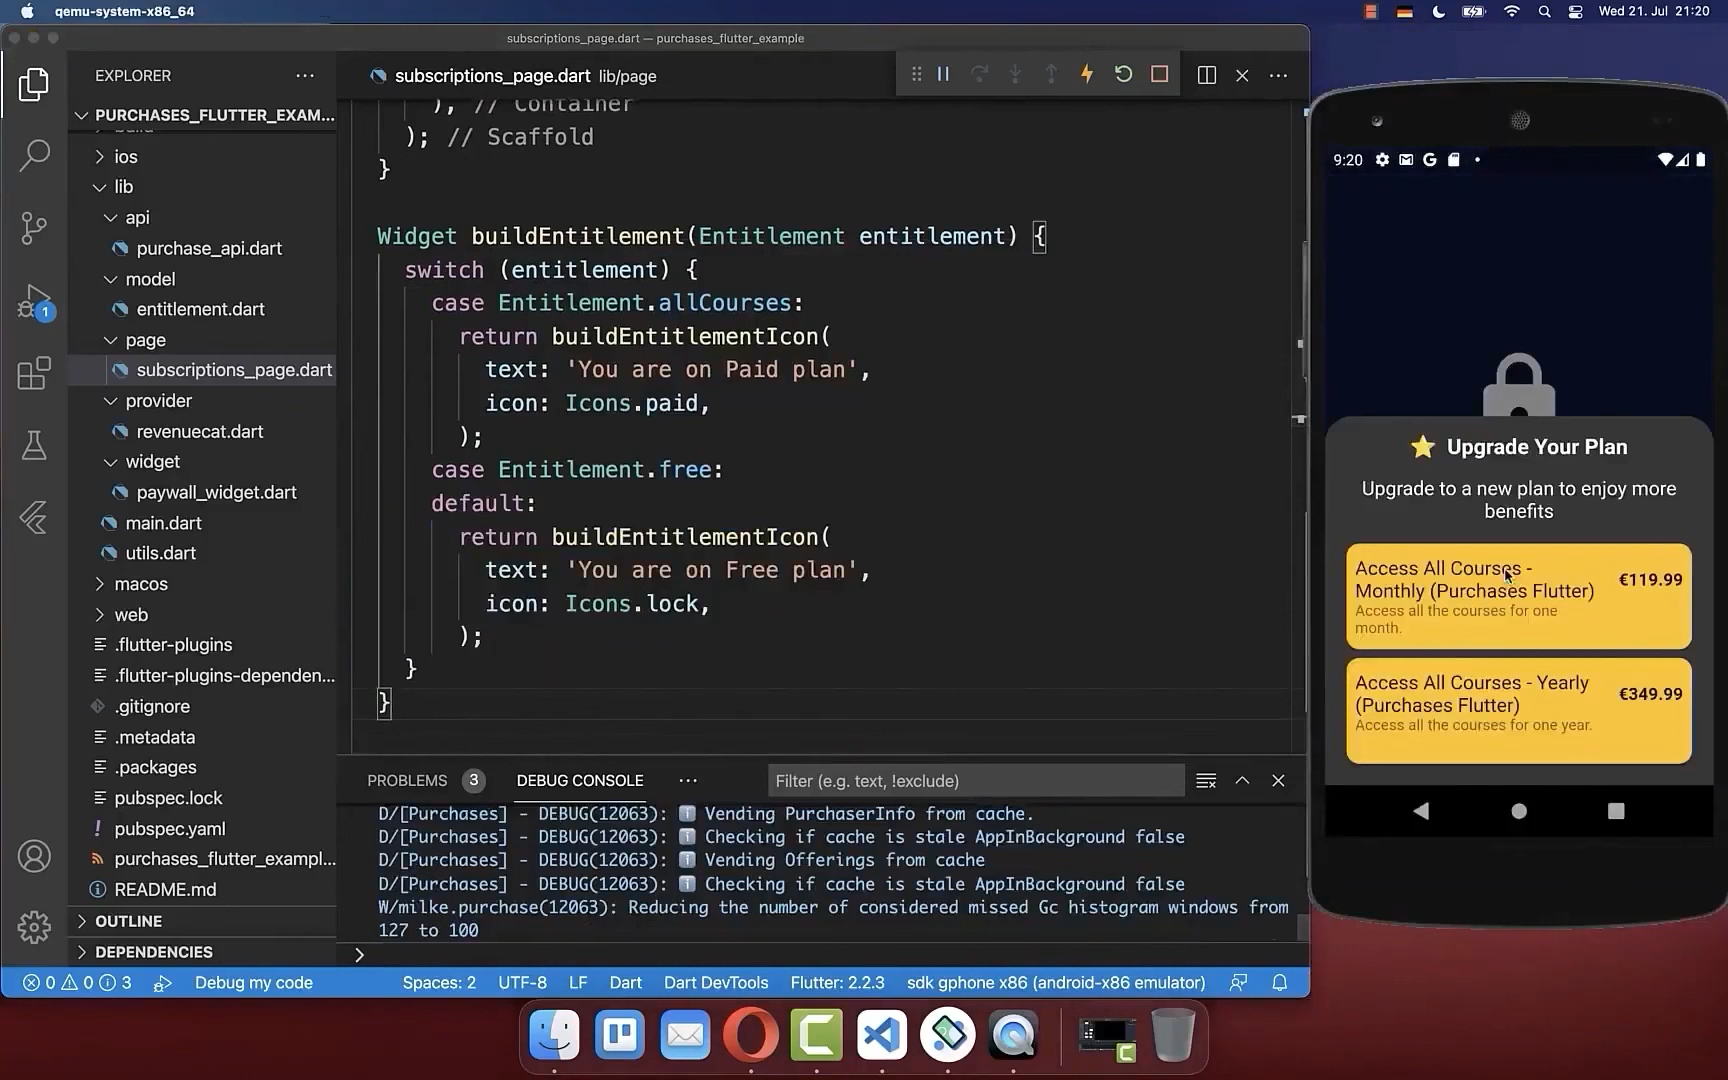 qemu-system-x86_64
Wed 21. Jul 21:20
subscriptions_page.dart — purchases_flutter_example
EXPLORER
PURCHASES_FLUTTER_EXAM...
ios
lib
api
purchase_api.dart
model
entitlement.dart
page
subscriptions_page.dart
provider
revenuecat.dart
widget
paywall_widget.dart
main.dart
utils.dart
macos
web
.flutter-plugins
.flutter-plugins-dependen...
.gitignore
.metadata
.packages
pubspec.lock
pubspec.yaml
purchases_flutter_exampl...
README.md
OUTLINE
DEPENDENCIES
1
subscriptions_page.dart lib/page
), // Container
); // Scaffold
}
Widget buildEntitlement(Entitlement entitlement) {
switch (entitlement) {
case Entitlement.allCourses:
return buildEntitlementIcon(
text: 'You are on Paid plan',
icon: Icons.paid,
);
case Entitlement.free:
default:
return buildEntitlementIcon(
text: 'You are on Free plan',
icon: Icons.lock,
);
}
}
PROBLEMS 3 DEBUG CONSOLE ... Filter (e.g. text, !exclude)
D/[Purchases] - DEBUG(12063): ℹ️ Vending PurchaserInfo from cache.
D/[Purchases] - DEBUG(12063): ℹ️ Checking if cache is stale AppInBackground false
D/[Purchases] - DEBUG(12063): ℹ️ Vending Offerings from cache
D/[Purchases] - DEBUG(12063): ℹ️ Checking if cache is stale AppInBackground false
W/milke.purchase(12063): Reducing the number of considered missed Gc histogram windows from
127 to 100
0 0 3 Debug my code Spaces: 2 UTF-8 LF Dart Dart DevTools Flutter: 2.2.3 sdk gphone x86 (android-x86 emulator)
9:20
⭐ Upgrade Your Plan
Upgrade to a new plan to enjoy more
benefits
Access All Courses -
Monthly (Purchases Flutter)
€119.99
Access all the courses for one
month.
Access All Courses - Yearly
(Purchases Flutter)
€349.99
Access all the courses for one year.